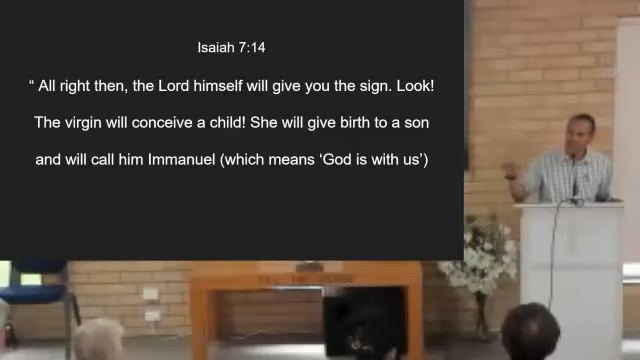 Isaiah 7:14
“ All right then, the Lord himself will give you the sign. Look!
The virgin will conceive a child! She will give birth to a son
and will call him Immanuel (which means ‘God is with us’)